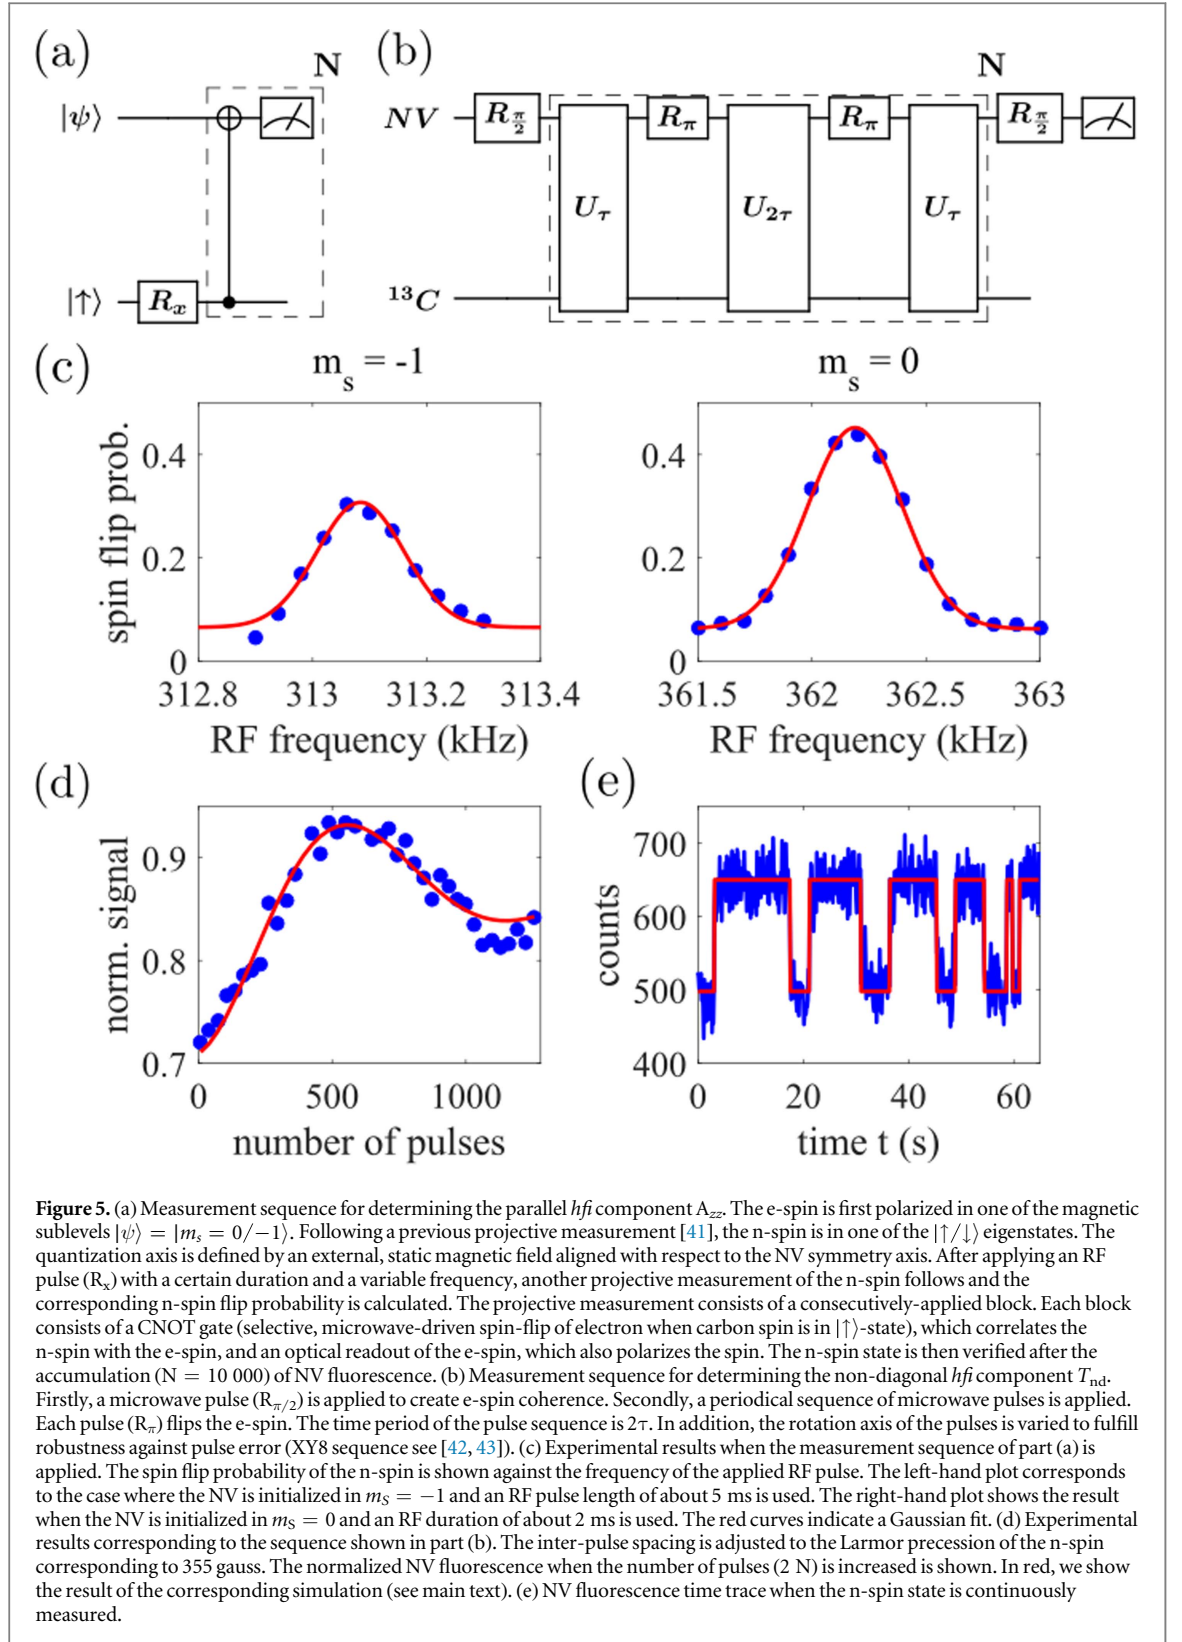 (a)
N
|ψ⟩
|↑⟩
R_x
(b)
N
NV
R_{π/2}
R_π
R_π
R_{π/2}
U_τ
U_{2τ}
U_τ
¹³C
(c)
m_s = -1
spin flip prob.
0.4
0.2
0
312.8 313 313.2 313.4
RF frequency (kHz)
m_s = 0
0.4
0.2
0
361.5 362 362.5 363
RF frequency (kHz)
(d)
norm. signal
0.9
0.8
0.7
0 500 1000
number of pulses
(e)
counts
700
600
500
400
0 20 40 60
time t (s)
Figure 5. (a) Measurement sequence for determining the parallel hfi component A_zz. The e-spin is first polarized in one of the magnetic
sublevels |ψ⟩ = |m_s = 0/−1⟩. Following a previous projective measurement [41], the n-spin is in one of the |↑/↓⟩ eigenstates. The
quantization axis is defined by an external, static magnetic field aligned with respect to the NV symmetry axis. After applying an RF
pulse (R_x) with a certain duration and a variable frequency, another projective measurement of the n-spin follows and the
corresponding n-spin flip probability is calculated. The projective measurement consists of a consecutively-applied block. Each block
consists of a CNOT gate (selective, microwave-driven spin-flip of electron when carbon spin is in |↑⟩-state), which correlates the
n-spin with the e-spin, and an optical readout of the e-spin, which also polarizes the spin. The n-spin state is then verified after the
accumulation (N = 10 000) of NV fluorescence. (b) Measurement sequence for determining the non-diagonal hfi component T_nd.
Firstly, a microwave pulse (R_{π/2}) is applied to create e-spin coherence. Secondly, a periodical sequence of microwave pulses is applied.
Each pulse (R_π) flips the e-spin. The time period of the pulse sequence is 2τ. In addition, the rotation axis of the pulses is varied to fulfill
robustness against pulse error (XY8 sequence see [42, 43]). (c) Experimental results when the measurement sequence of part (a) is
applied. The spin flip probability of the n-spin is shown against the frequency of the applied RF pulse. The left-hand plot corresponds
to the case where the NV is initialized in m_S = −1 and an RF pulse length of about 5 ms is used. The right-hand plot shows the result
when the NV is initialized in m_S = 0 and an RF duration of about 2 ms is used. The red curves indicate a Gaussian fit. (d) Experimental
results corresponding to the sequence shown in part (b). The inter-pulse spacing is adjusted to the Larmor precession of the n-spin
corresponding to 355 gauss. The normalized NV fluorescence when the number of pulses (2 N) is increased is shown. In red, we show
the result of the corresponding simulation (see main text). (e) NV fluorescence time trace when the n-spin state is continuously
measured.